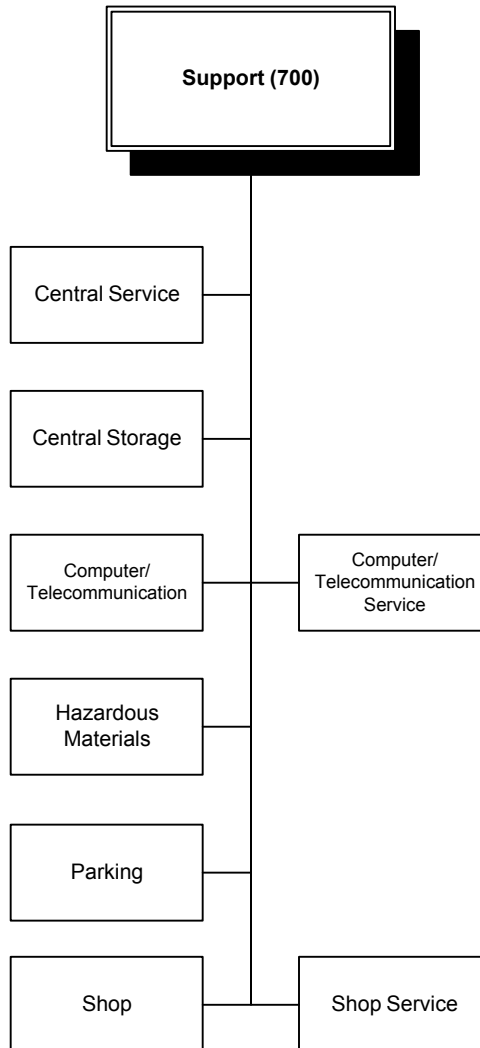 Support (700)
Central Service
Central Storage
Computer/
Telecommunication
Computer/
Telecommunication
Service
Hazardous
Materials
Parking
Shop
Shop Service